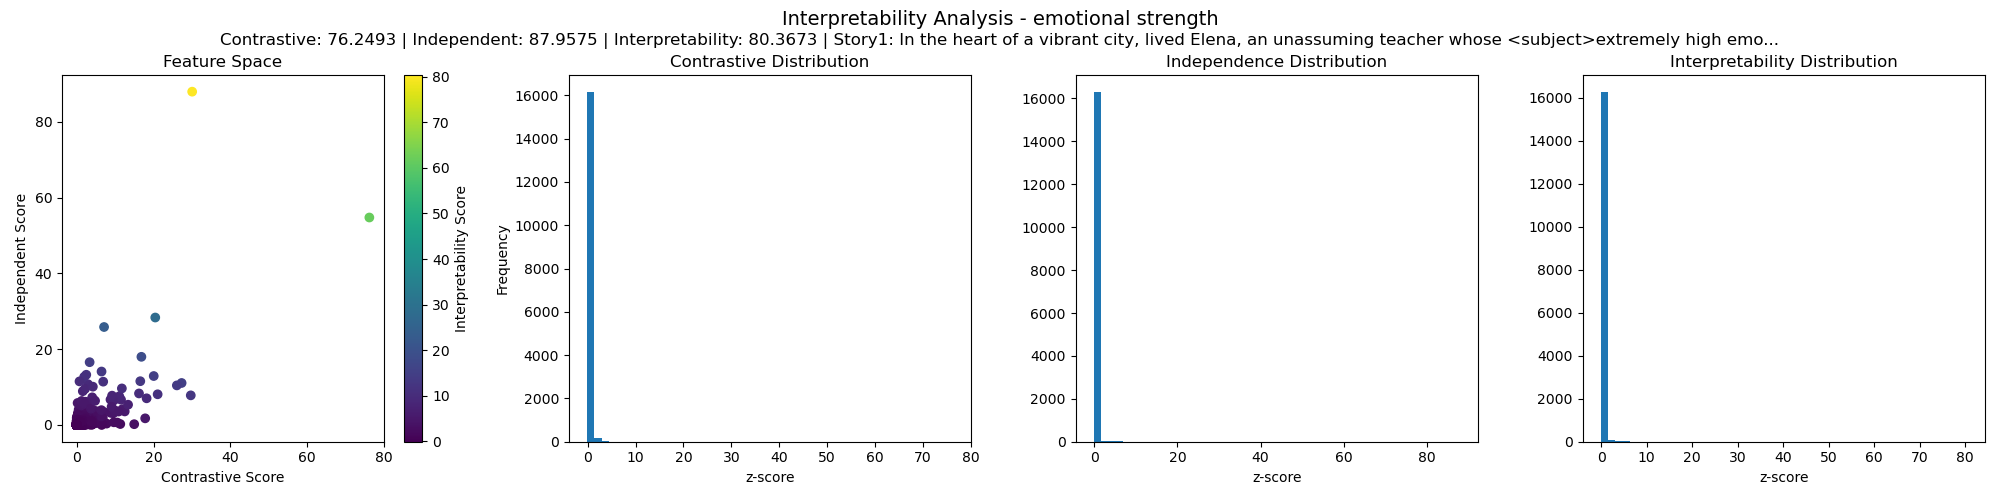 Interpretability Analysis - emotional strength
Contrastive: 76.2493 | Independent: 87.9575 | Interpretability: 80.3673 | Story1: In the heart of a vibrant city, lived Elena, an unassuming teacher whose <subject>extremely high emo...
Feature Space
80
60
40
20
0
0 20 40 60 80
Independent Score
Contrastive Score
80
70
60
50
40
30
20
10
0
Interpretability Score
Contrastive Distribution
16000
14000
12000
10000
8000
6000
4000
2000
0
0 10 20 30 40 50 60 70 80
Frequency
z-score
Independence Distribution
16000
14000
12000
10000
8000
6000
4000
2000
0
0 20 40 60 80
z-score
Interpretability Distribution
16000
14000
12000
10000
8000
6000
4000
2000
0
0 10 20 30 40 50 60 70 80
z-score